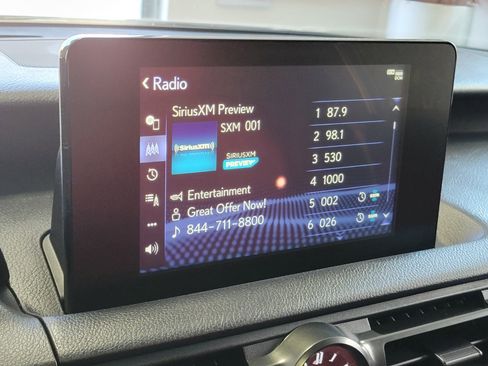 < Radio
SiriusXM Preview
SXM 001
((SiriusXM))
SIRIUSXM
PREVIEW
Entertainment
Great Offer Now!
844-711-8800
1 87.9
2 98.1
3 530
4 1000
5 002
6 026
DCM